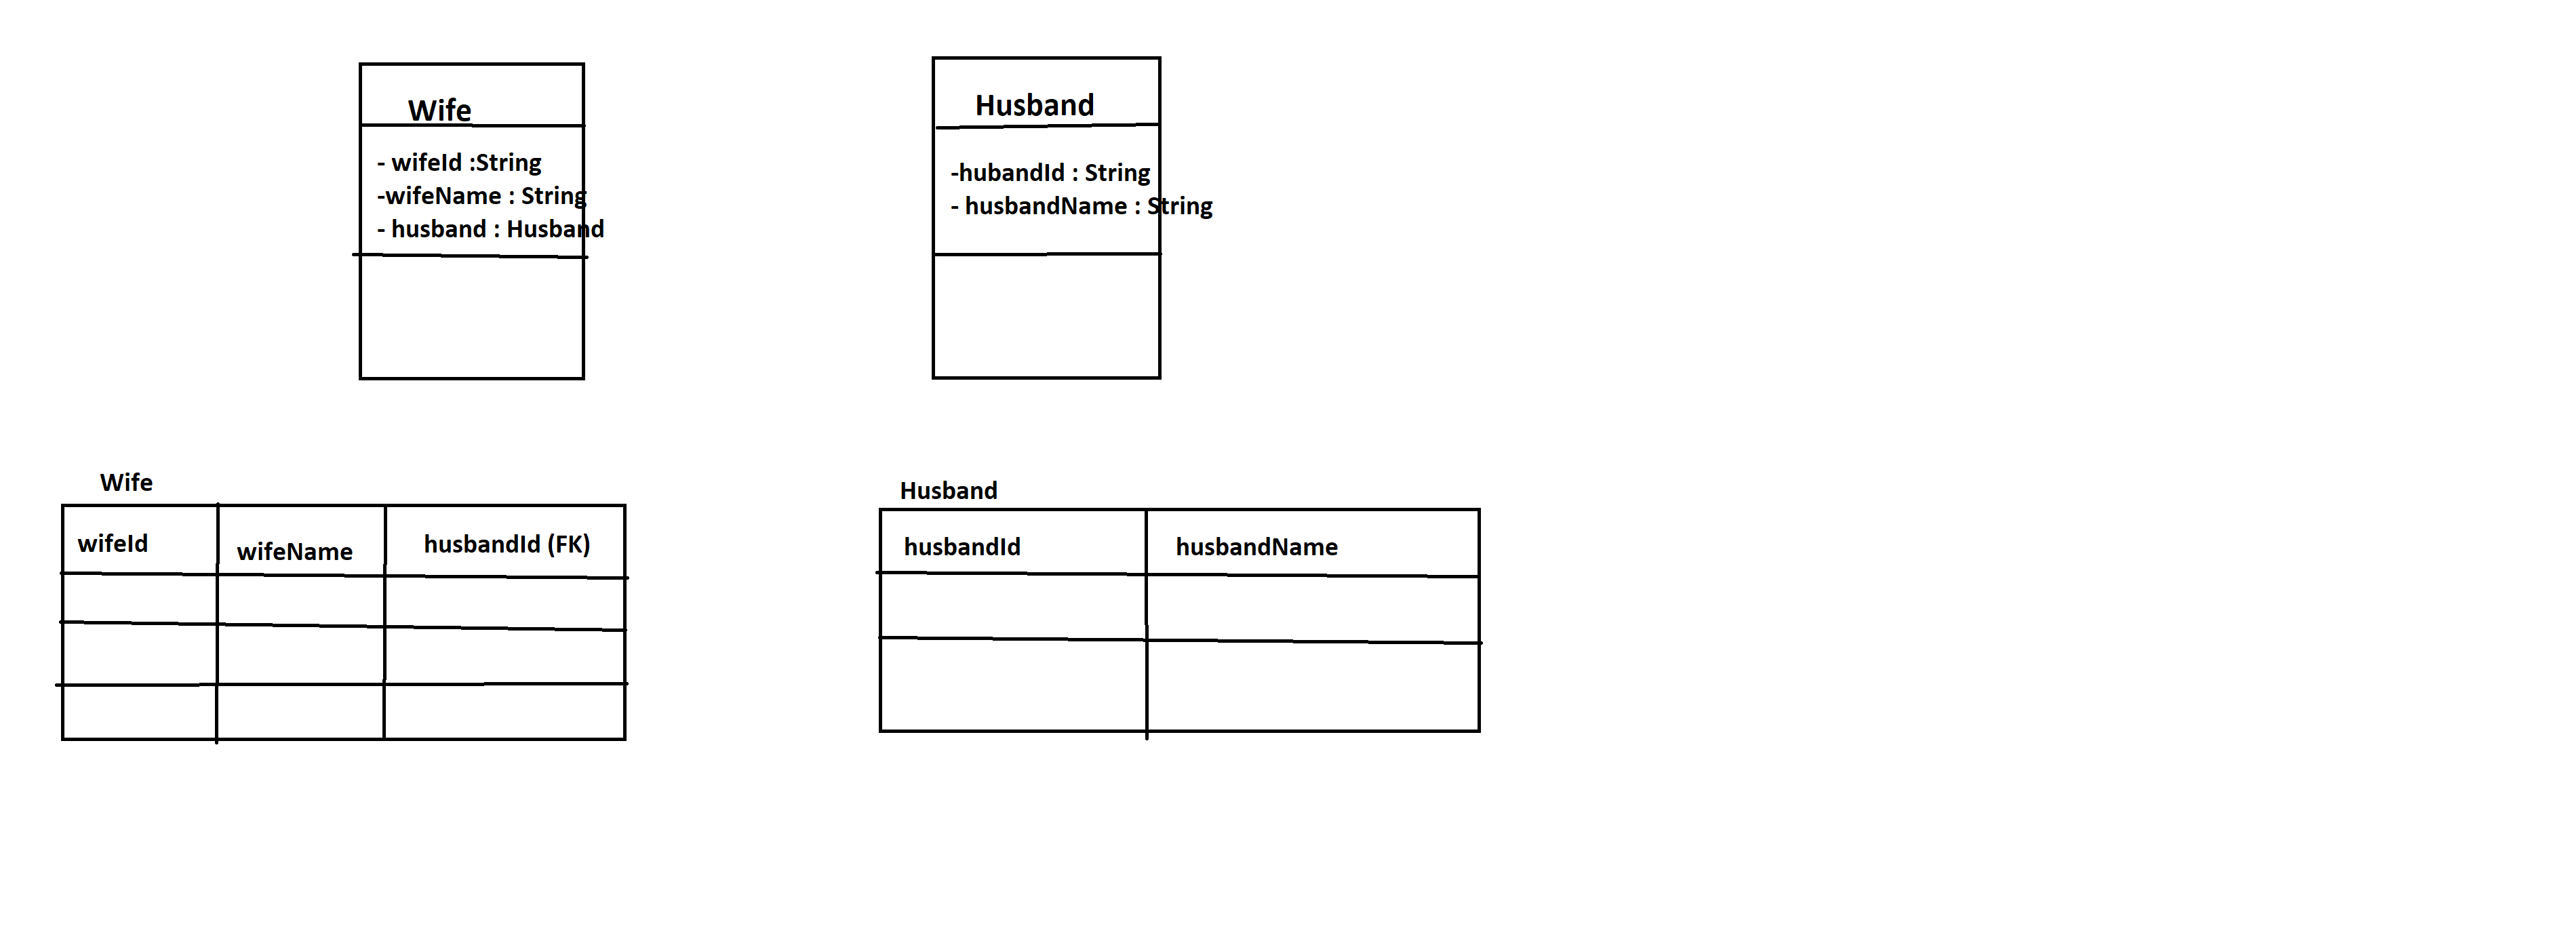 Wife
- wifeId :String
-wifeName : String
- husband : Husband
Husband
-hubandId : String
- husbandName : String
Wife
wifeId wifeName husbandId (FK)
Husband
husbandId husbandName